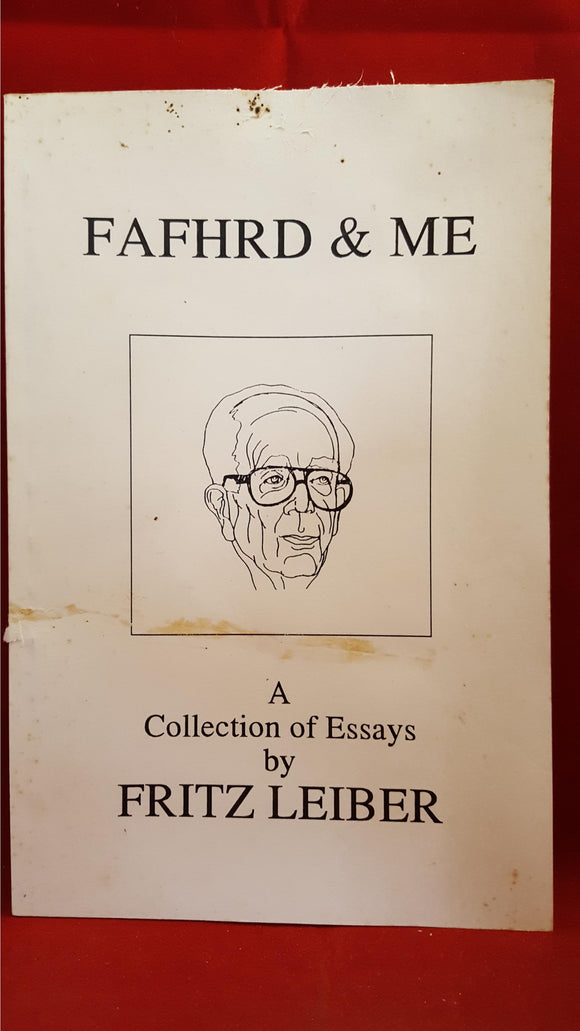 FAFHRD & ME
A
Collection of Essays
by
FRITZ LEIBER